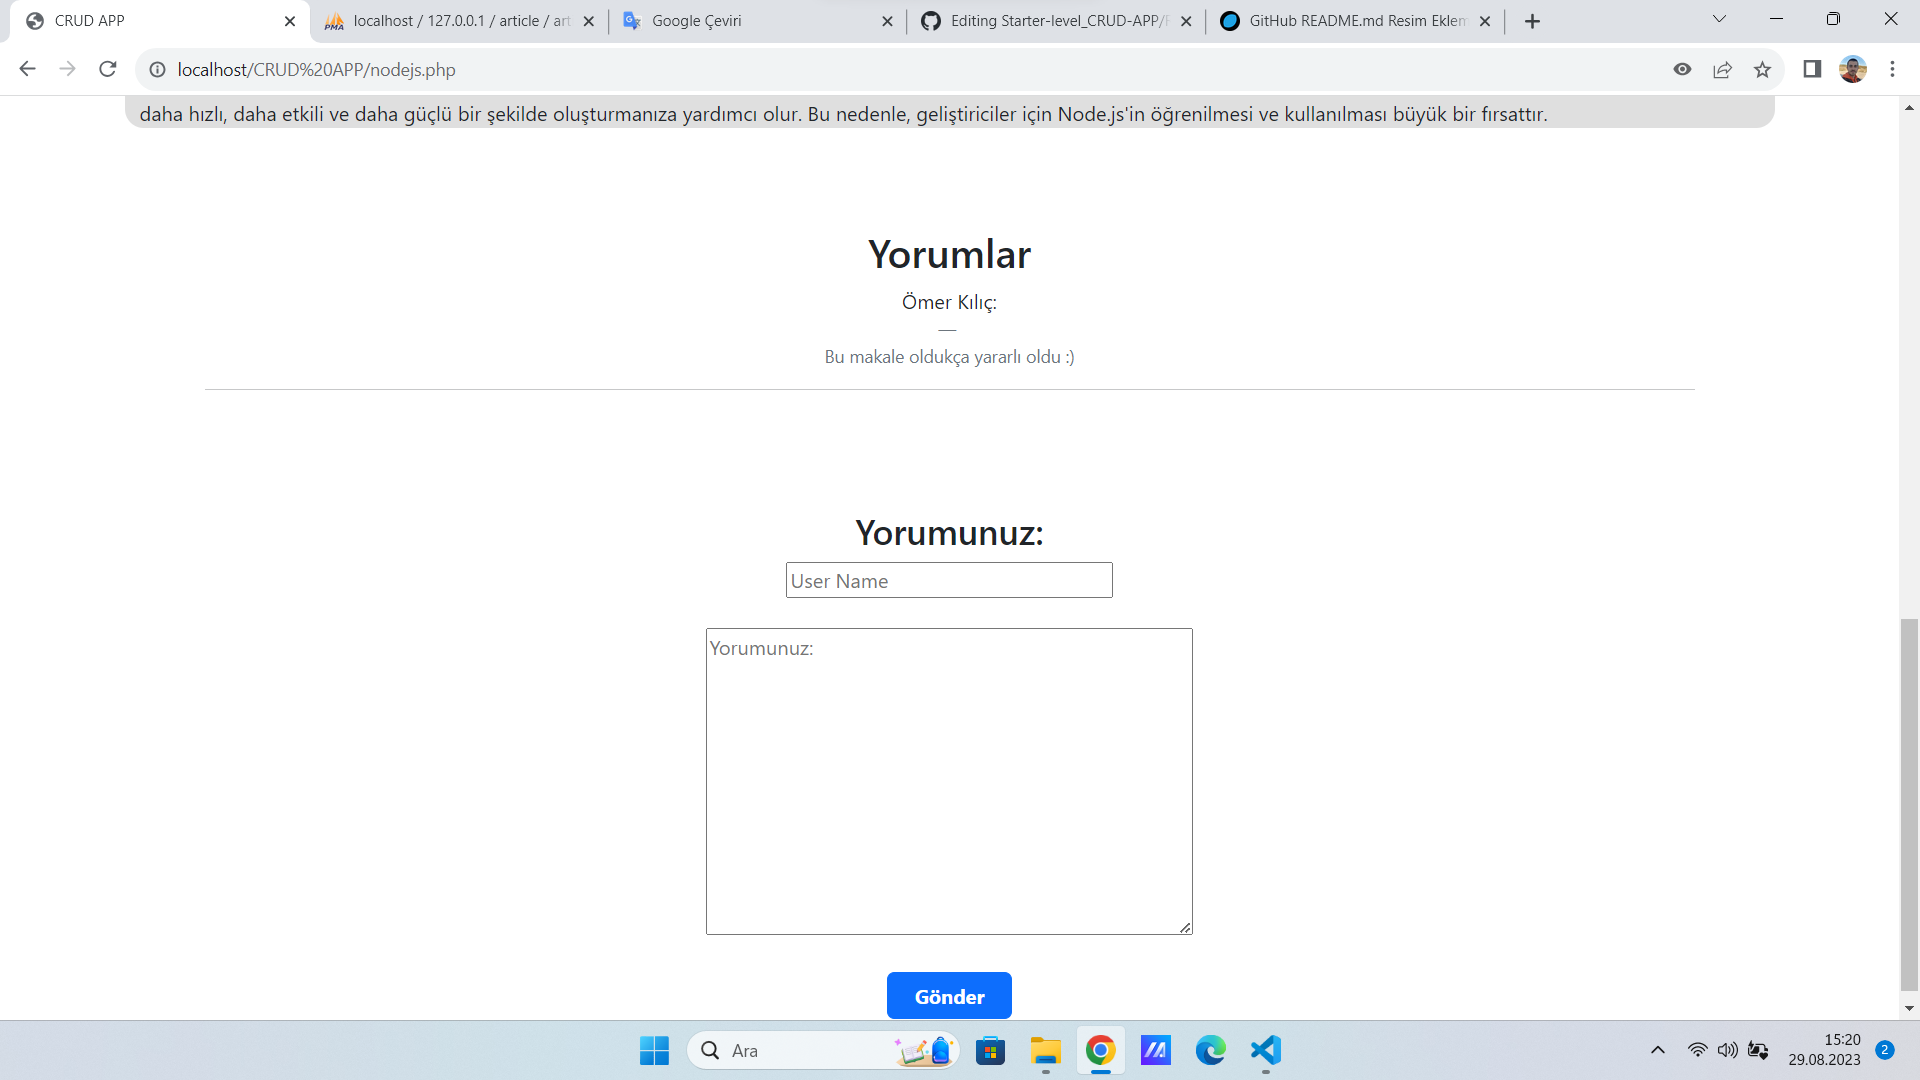 CRUD APP
localhost / 127.0.0.1 / article / art
Google Çeviri
Editing Starter-level_CRUD-APP/R
GitHub README.md Resim Eklem
localhost/CRUD%20APP/nodejs.php
daha hızlı, daha etkili ve daha güçlü bir şekilde oluşturmanıza yardımcı olur. Bu nedenle, geliştiriciler için Node.js'in öğrenilmesi ve kullanılması büyük bir fırsattır.
Yorumlar
Ömer Kılıç:
Bu makale oldukça yararlı oldu :)
Yorumunuz:
User Name
Yorumunuz:
Gönder
Ara
15:20
29.08.2023
2